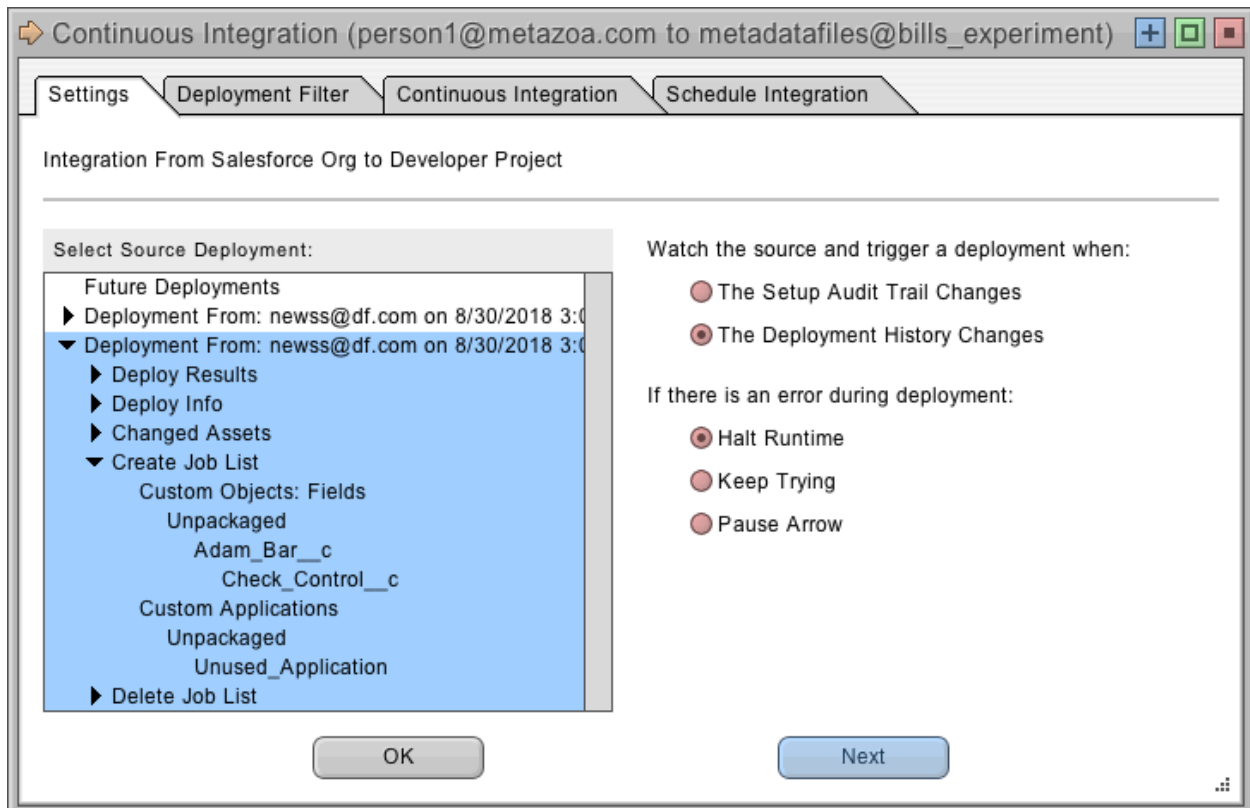 Continuous Integration (person1@metazoa.com to metadatafiles@bills_experiment)
Settings
Deployment Filter
Continuous Integration
Schedule Integration
Integration From Salesforce Org to Developer Project
Select Source Deployment:
Future Deployments
Deployment From: newss@df.com on 8/30/2018 3:0
Deployment From: newss@df.com on 8/30/2018 3:0
Deploy Results
Deploy Info
Changed Assets
Create Job List
Custom Objects: Fields
Unpackaged
Adam_Bar__c
Check_Control__c
Custom Applications
Unpackaged
Unused_Application
Delete Job List
Watch the source and trigger a deployment when:
The Setup Audit Trail Changes
The Deployment History Changes
If there is an error during deployment:
Halt Runtime
Keep Trying
Pause Arrow
OK
Next